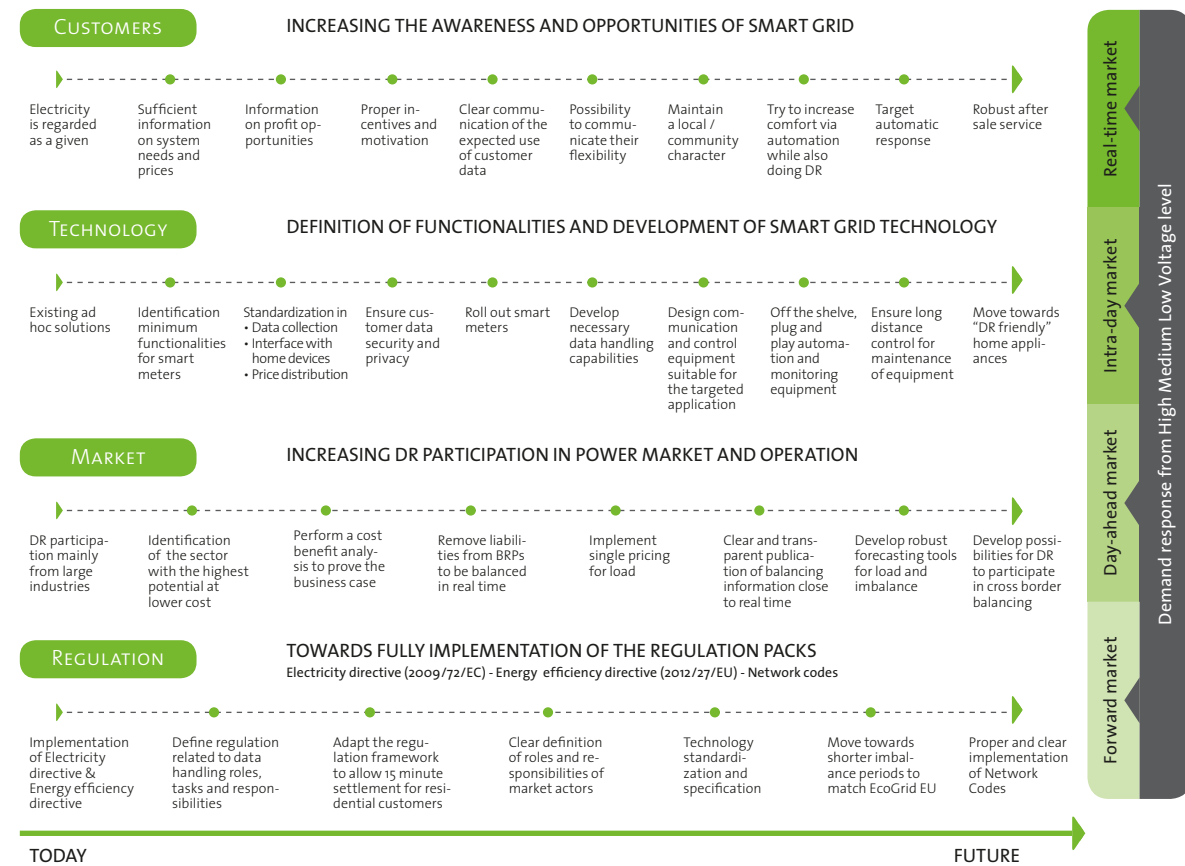 CUSTOMERS
INCREASING THE AWARENESS AND OPPORTUNITIES OF SMART GRID
Electricity
is regarded
as a given
Sufficient
information
on system
needs and
prices
Information
on profit op-
portunities
Proper in-
centives and
motivation
Clear commu-
nication of the
expected use
of customer
data
Possibility
to commu-
nicate their
flexibility
Maintain
a local /
community
character
Try to increase
comfort via
automation
while also
doing DR
Target
automatic
response
Robust after
sale service
TECHNOLOGY
DEFINITION OF FUNCTIONALITIES AND DEVELOPMENT OF SMART GRID TECHNOLOGY
Existing ad
hoc solutions
Identification
minimum
functionalities
for smart
meters
Standardization in
• Data collection
• Interface with
home devices
• Price distribution
Ensure cus-
tomer data
security and
privacy
Roll out smart
meters
Develop
necessary
data handling
capabilities
Design com-
munication
and control
equipment
suitable for
the targeted
application
Off the shelve,
plug and
play automa-
tion and
monitoring
equipment
Ensure long
distance
control for
maintenance
of equipment
Move towards
“DR friendly”
home appli-
ances
MARKET
INCREASING DR PARTICIPATION IN POWER MARKET AND OPERATION
DR participa-
tion mainly
from large
industries
Identification
of the sector
with the highest
potential at
lower cost
Perform a cost
benefit analy-
sis to prove the
business case
Remove liabili-
ties from BRPs
to be balanced
in real time
Implement
single pricing
for load
Clear and trans-
parent publica-
tion of balancing
information close
to real time
Develop robust
forecasting tools
for load and
imbalance
Develop possi-
bilities for DR
to participate
in cross border
balancing
REGULATION
TOWARDS FULLY IMPLEMENTATION OF THE REGULATION PACKS
Electricity directive (2009/72/EC) - Energy efficiency directive (2012/27/EU) - Network codes
Implementation
of Electricity
directive &
Energy efficiency
directive
Define regulation
related to data
handling roles,
tasks and respon-
sibilities
Adapt the regu-
lation framework
to allow 15 minute
settlement for resi-
dential customers
Clear definition
of roles and re-
sponsibilities of
market actors
Technology
standardi-
zation and
specification
Move towards
shorter imbal-
ance periods to
match EcoGrid EU
Proper and clear
implementation
of Network
Codes
TODAY
FUTURE
Real-time market
Intra-day market
Day-ahead market
Forward market
Demand response from High Medium Low Voltage level